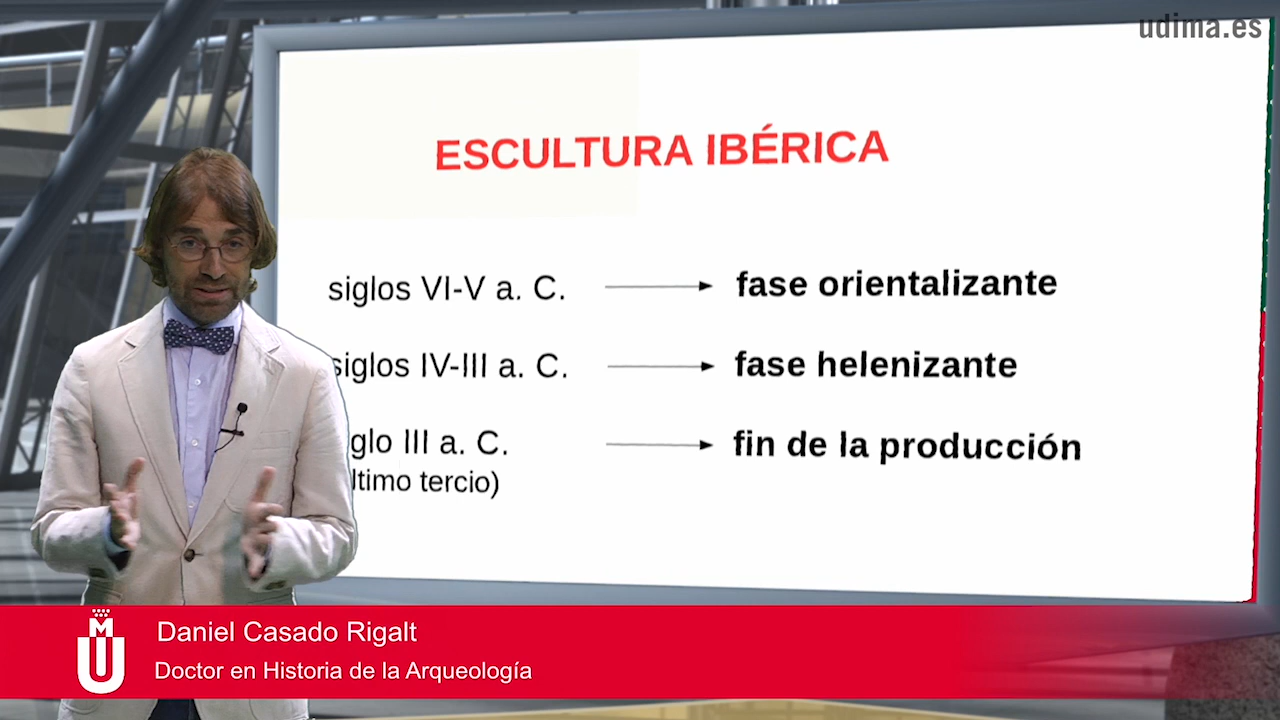 udima.es
ESCULTURA IBÉRICA
siglos VI-V a. C. fase orientalizante
siglos IV-III a. C. fase helenizante
glo III a. C. fin de la producción
ltimo tercio)
Daniel Casado Rigalt
Doctor en Historia de la Arqueología